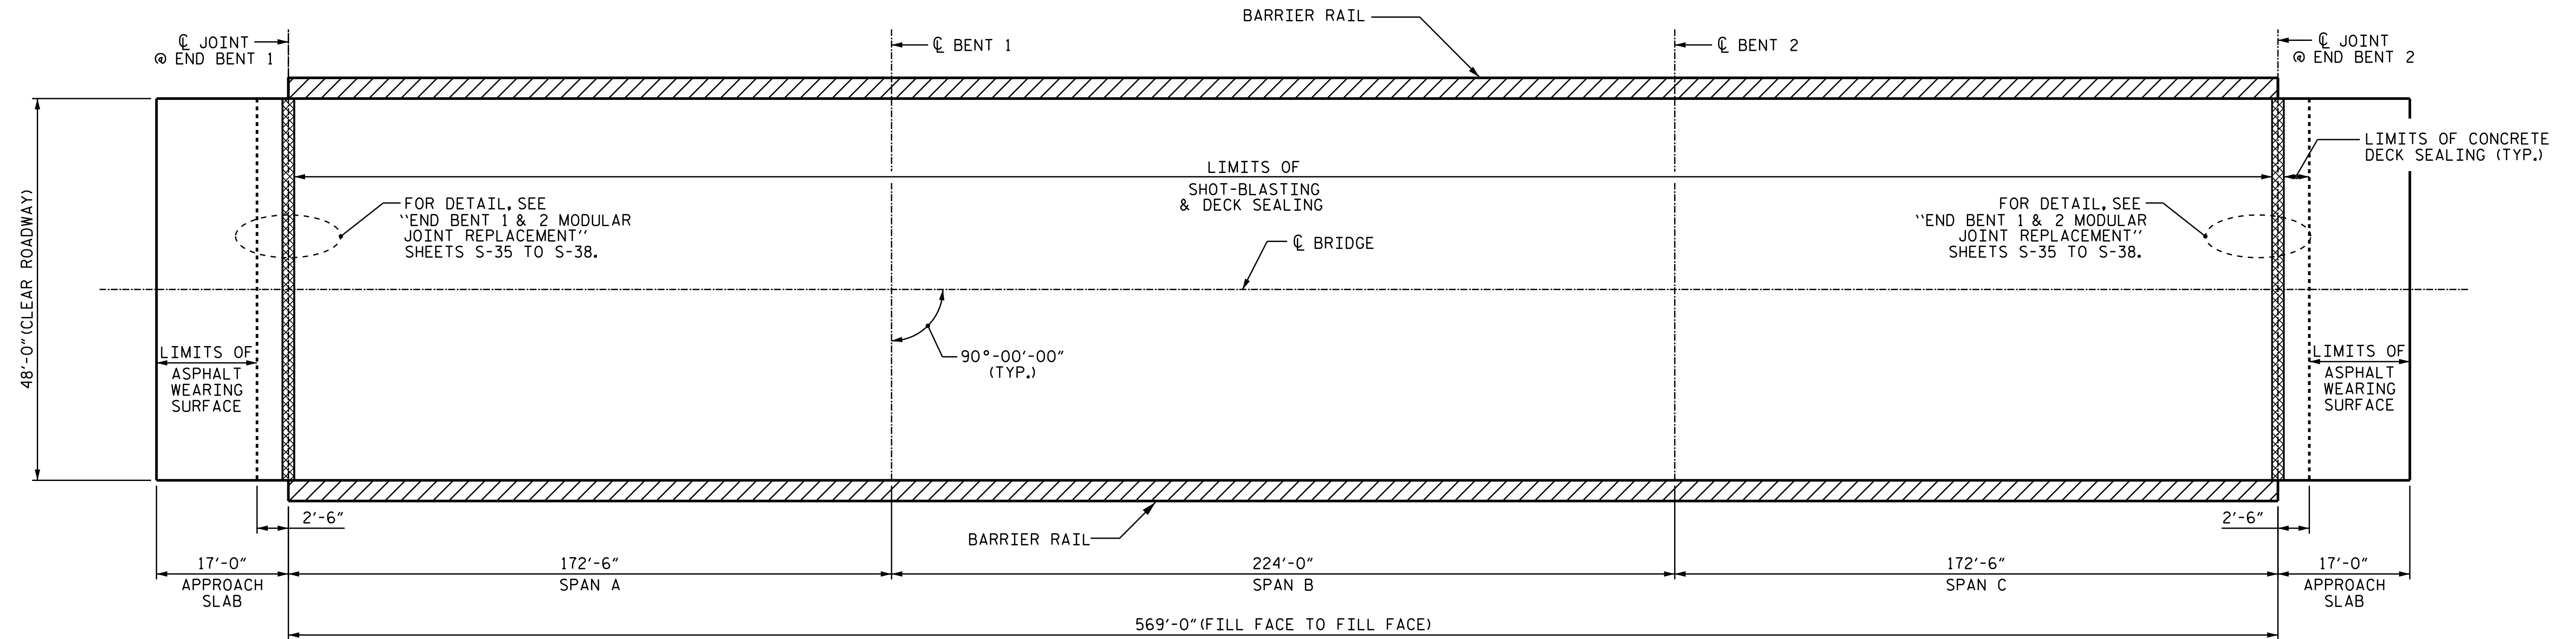 BARRIER RAIL
℄ JOINT
@ END BENT 1
℄ BENT 1
℄ BENT 2
℄ JOINT
@ END BENT 2
LIMITS OF CONCRETE
DECK SEALING (TYP.)
LIMITS OF
SHOT-BLASTING
& DECK SEALING
FOR DETAIL, SEE
"END BENT 1 & 2 MODULAR
JOINT REPLACEMENT"
SHEETS S-35 TO S-38.
FOR DETAIL, SEE
"END BENT 1 & 2 MODULAR
JOINT REPLACEMENT"
SHEETS S-35 TO S-38.
℄ BRIDGE
48'-0" (CLEAR ROADWAY)
90°-00'-00"
(TYP.)
LIMITS OF
ASPHALT
WEARING
SURFACE
LIMITS OF
ASPHALT
WEARING
SURFACE
2'-6"
2'-6"
BARRIER RAIL
17'-0"
APPROACH
SLAB
172'-6"
SPAN A
224'-0"
SPAN B
172'-6"
SPAN C
17'-0"
APPROACH
SLAB
569'-0" (FILL FACE TO FILL FACE)